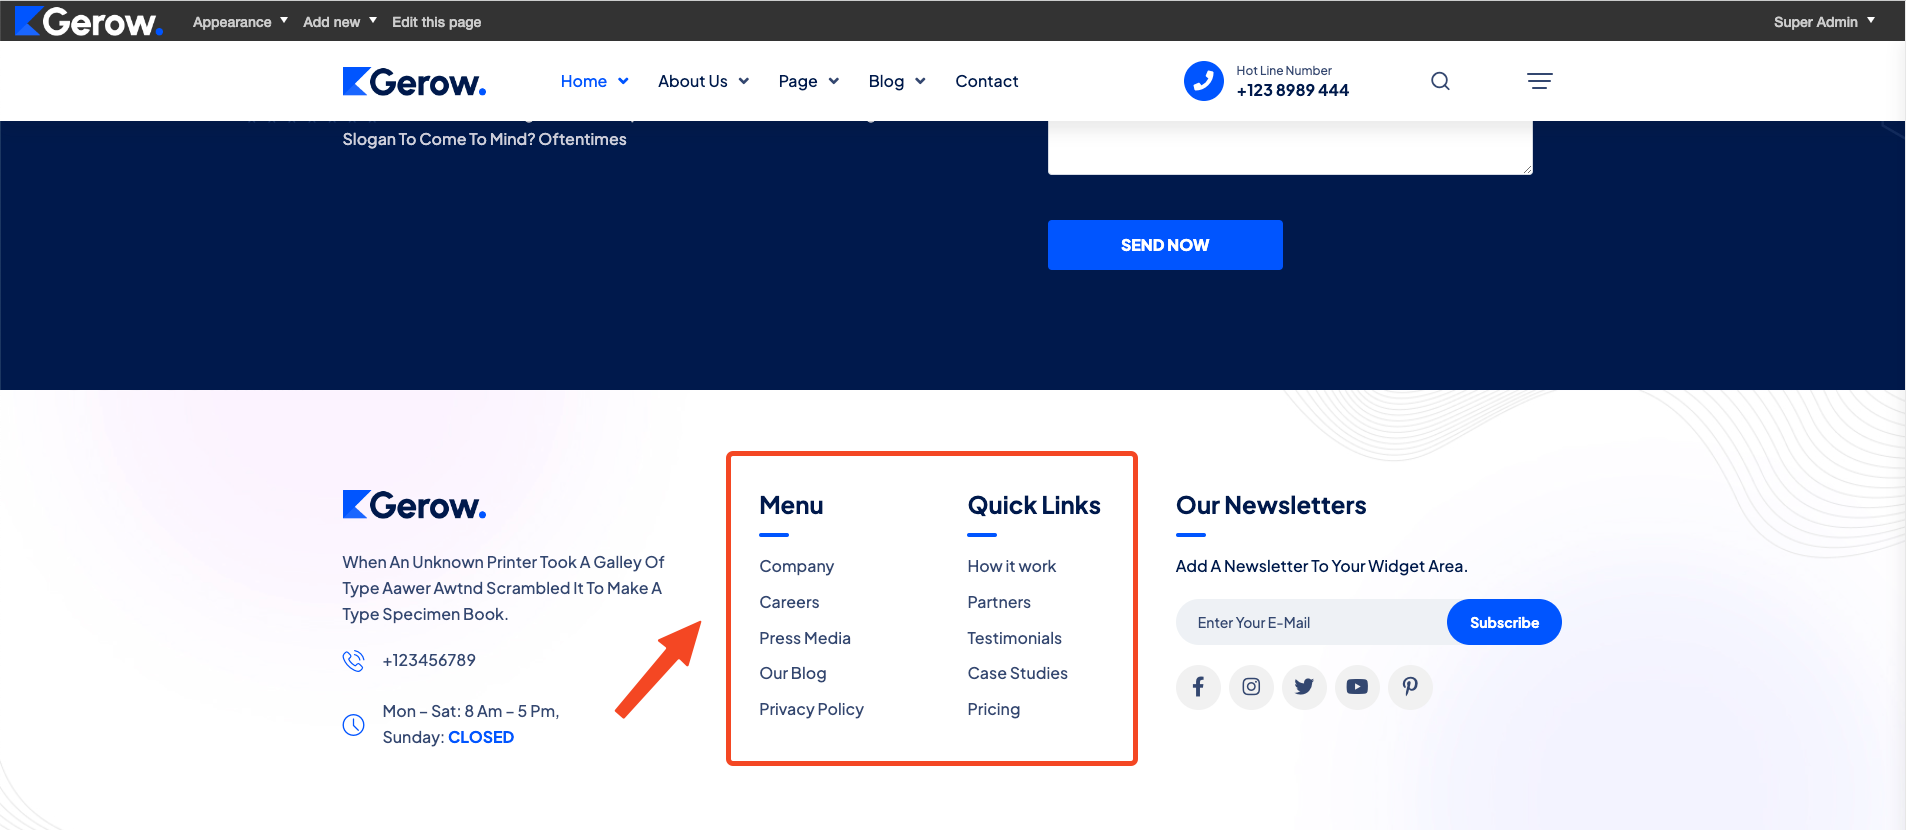 Gerow.
Appearance Add new Edit this page Super Admin
Gerow.
Home About Us Page Blog Contact
Hot Line Number
+123 8989 444
Slogan To Come To Mind? Oftentimes
SEND NOW
Gerow.
When An Unknown Printer Took A Galley Of
Type Aawer Awtnd Scrambled It To Make A
Type Specimen Book.
+123456789
Mon – Sat: 8 Am – 5 Pm,
Sunday: CLOSED
Menu
Company
Careers
Press Media
Our Blog
Privacy Policy
Quick Links
How it work
Partners
Testimonials
Case Studies
Pricing
Our Newsletters
Add A Newsletter To Your Widget Area.
Enter Your E-Mail
Subscribe